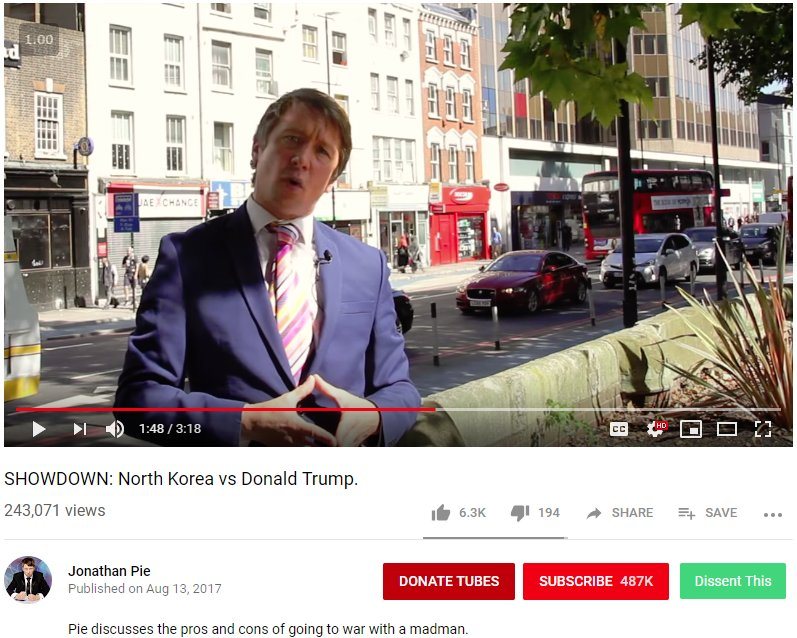 1.00
UAE XCHANGE
1:48 / 3:18
CC
HD
SHOWDOWN: North Korea vs Donald Trump.
243,071 views
6.3K
194
SHARE
SAVE
Jonathan Pie
Published on Aug 13, 2017
DONATE TUBES
SUBSCRIBE 487K
Dissent This
Pie discusses the pros and cons of going to war with a madman.